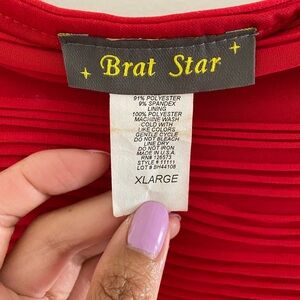 Brat Star
91% POLYESTER
9% SPANDEX
LINING
100% POLYESTER
MACHINE WASH
COLD WITH
LIKE COLORS
GENTLE CYCLE
DO NOT BLEACH
LINE DRY
DO NOT IRON
MADE IN U.S.A.
RN# 126573
STYLE # 11111
LOT # SH44108
XLARGE